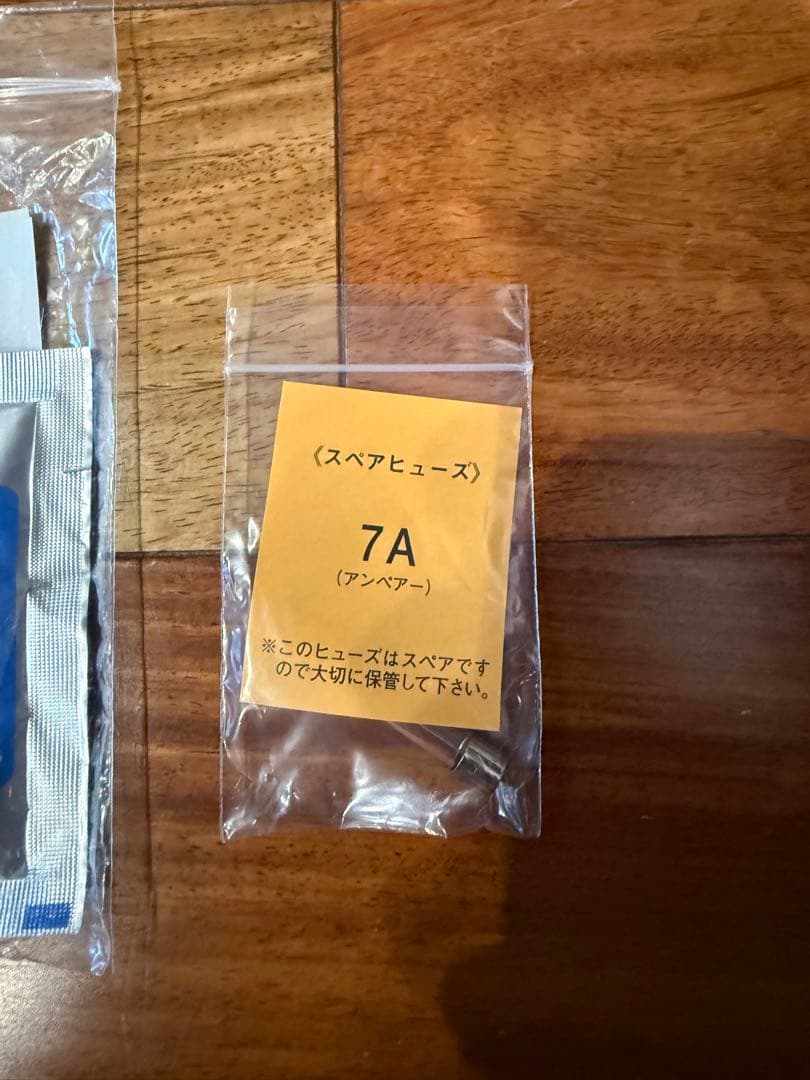 《スペアヒューズ》
7A
(アンペアー)
※このヒューズはスペアです
ので大切に保管して下さい。